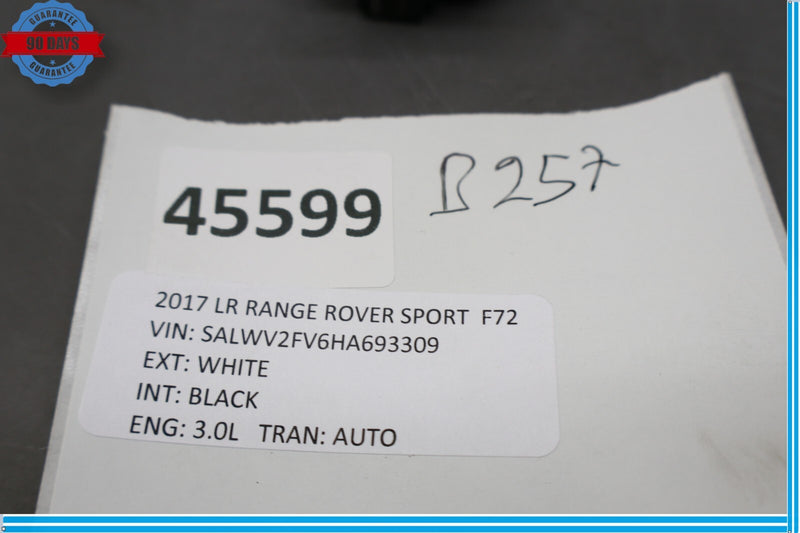 GUARANTEE
90 DAYS
GUARANTEE
45599
B257
2017 LR RANGE ROVER SPORT F72
VIN: SALWV2FV6HA693309
EXT: WHITE
INT: BLACK
ENG: 3.0L TRAN: AUTO